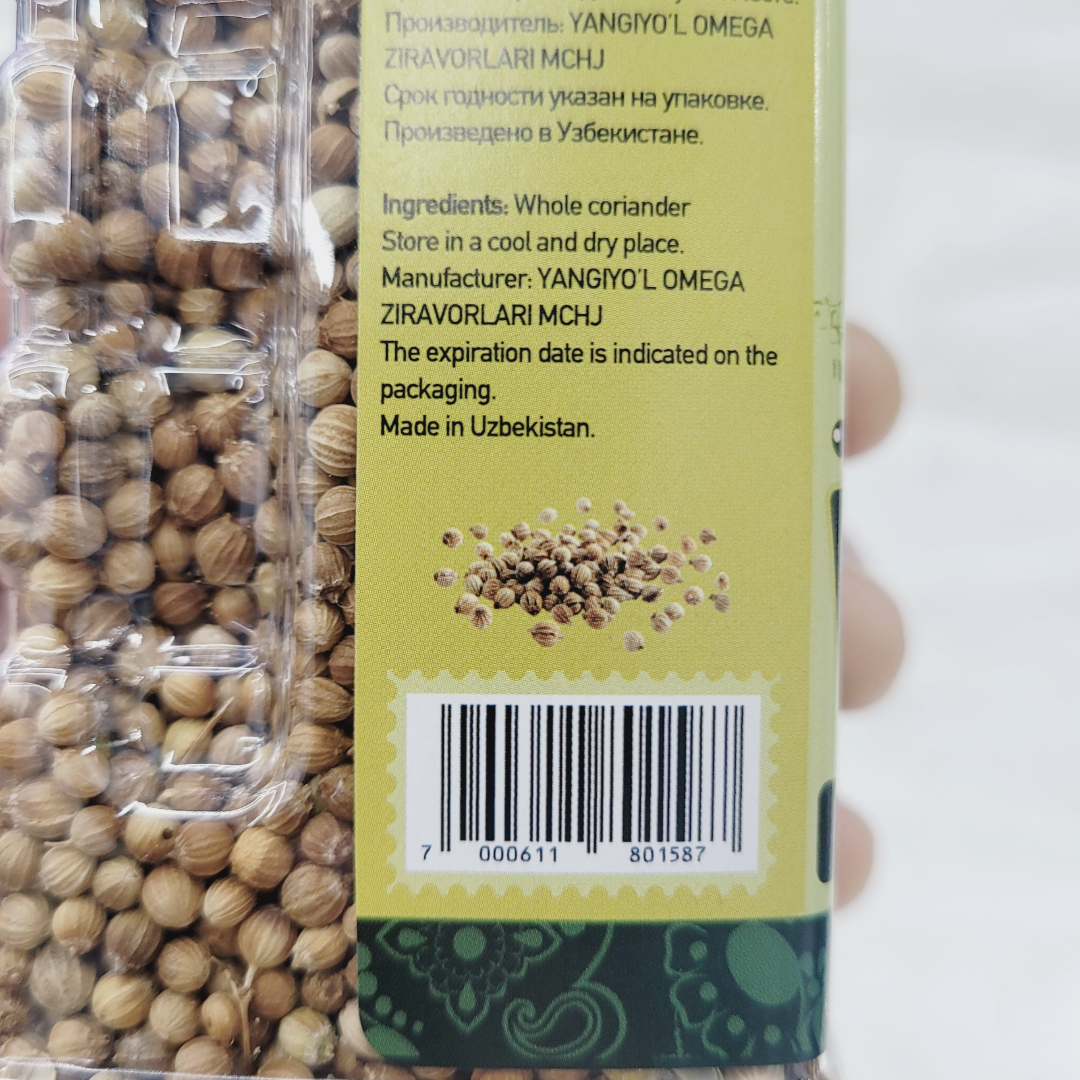 Производитель: YANGIYO'L OMEGA
ZIRAVORLARI MCHJ
Срок годности указан на упаковке.
Произведено в Узбекистане.
Ingredients: Whole coriander
Store in a cool and dry place.
Manufacturer: YANGIYO'L OMEGA
ZIRAVORLARI MCHJ
The expiration date is indicated on the
packaging.
Made in Uzbekistan.
7 000611 801587